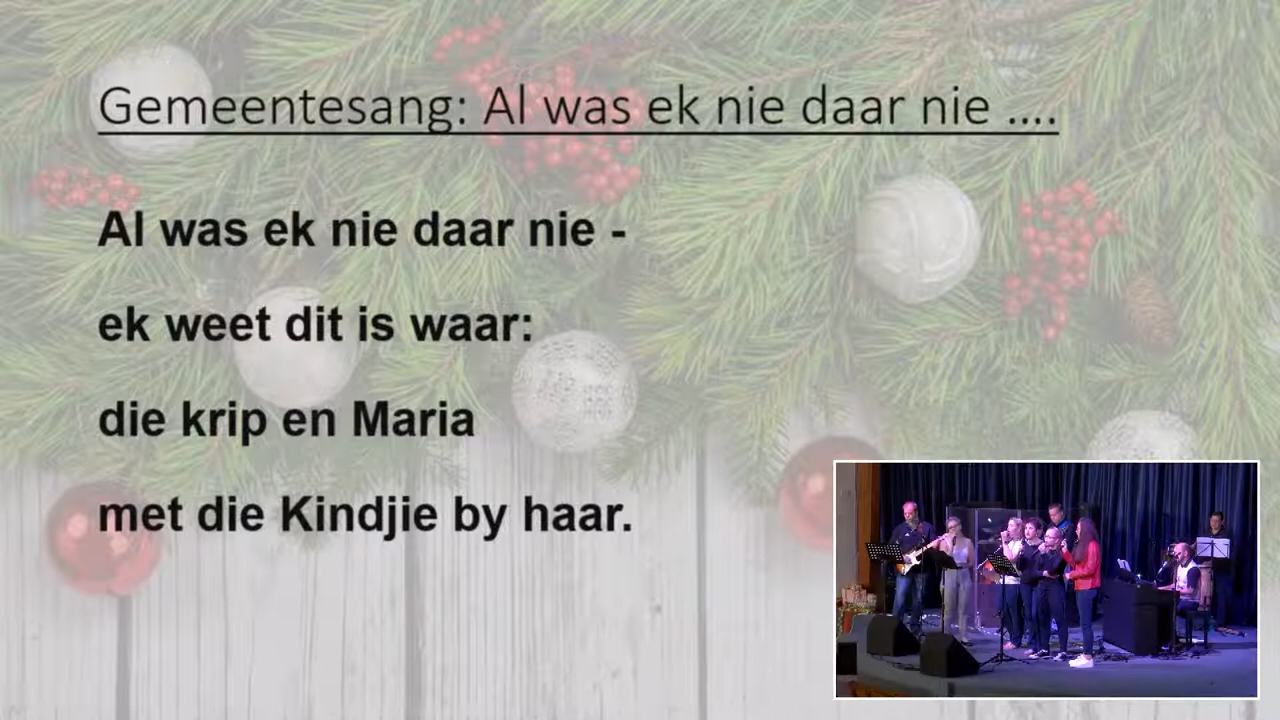 Gemeentesang: Al was ek nie daar nie ....
Al was ek nie daar nie -
ek weet dit is waar:
die krip en Maria
met die Kindjie by haar.